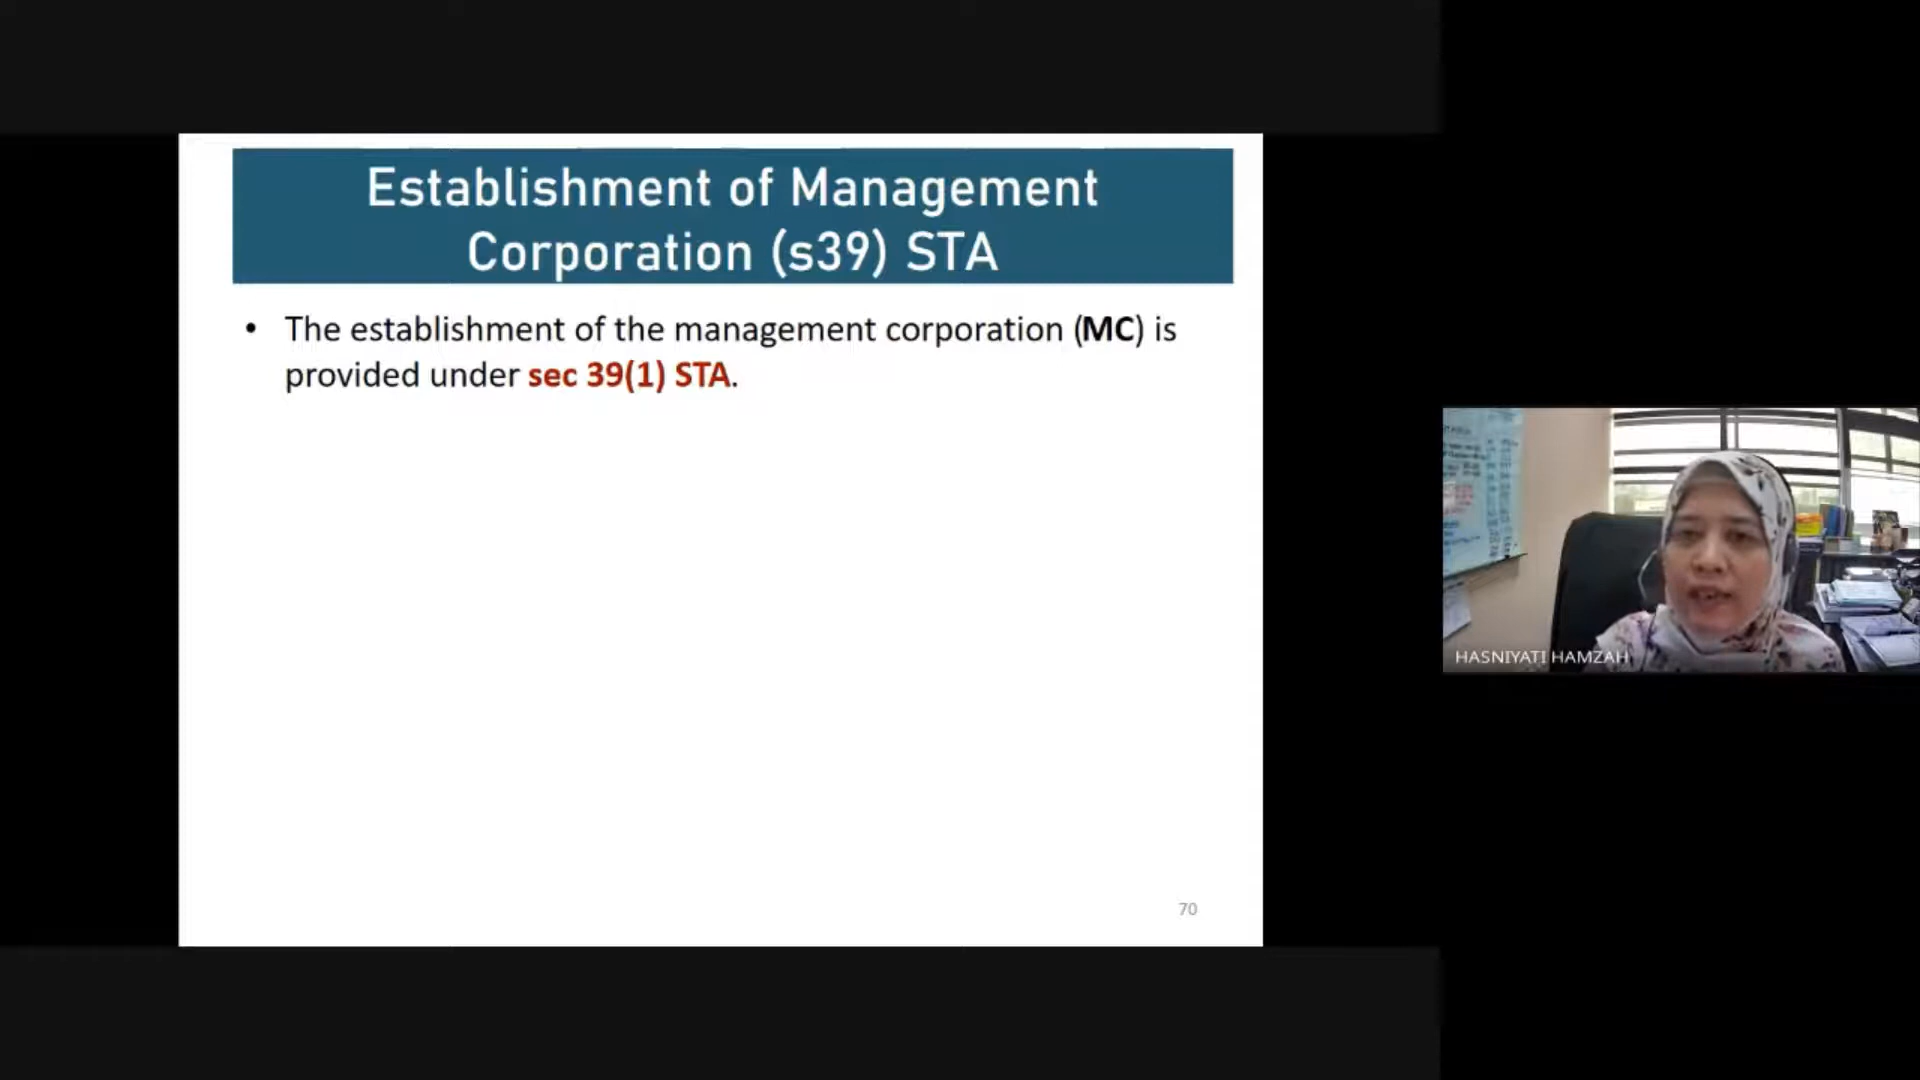 Establishment of Management
Corporation (s39) STA
• The establishment of the management corporation (MC) is
provided under sec 39(1) STA.
70
HASNIYATI HAMZAH